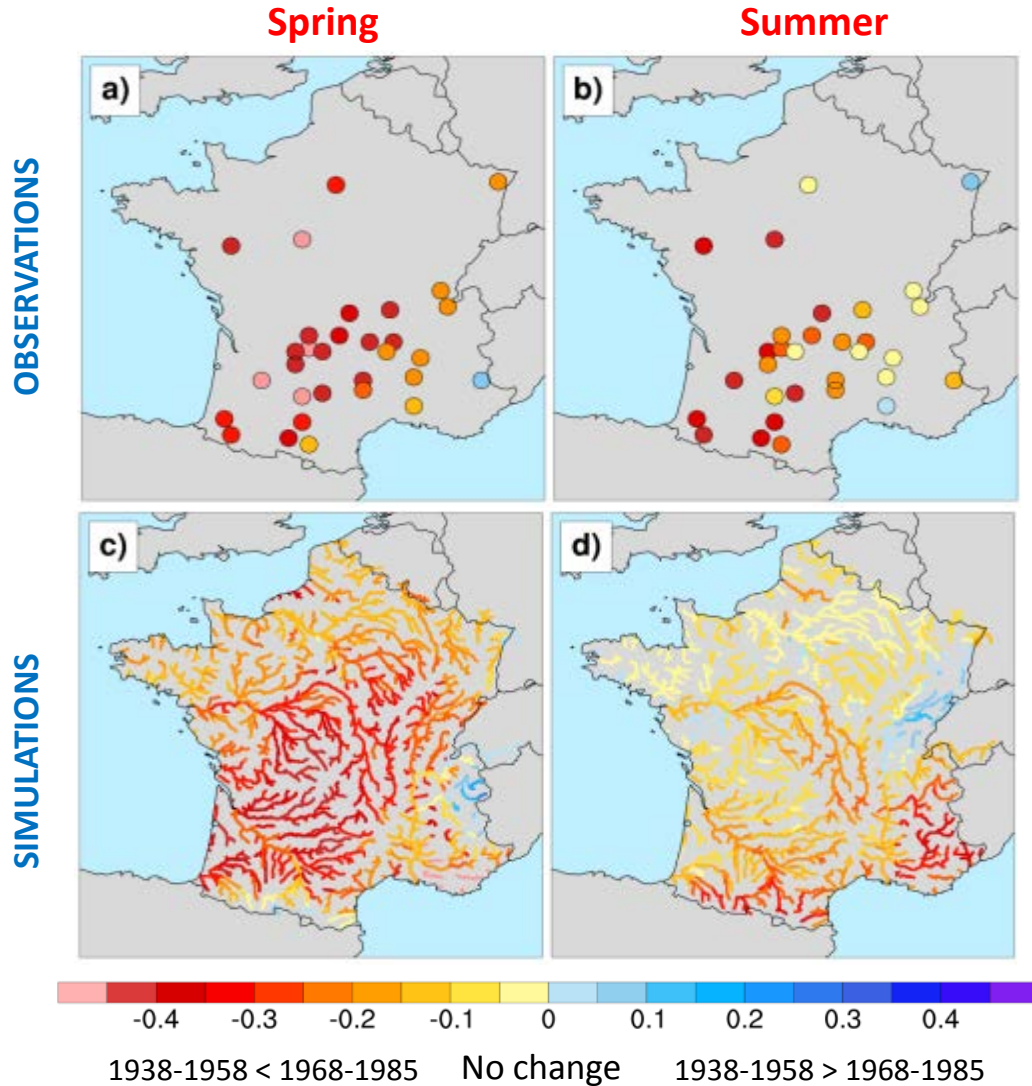 Spring
Summer
OBSERVATIONS
a)
b)
SIMULATIONS
c)
d)
-0.4 -0.3 -0.2 -0.1 0 0.1 0.2 0.3 0.4
1938-1958 < 1968-1985 No change 1938-1958 > 1968-1985